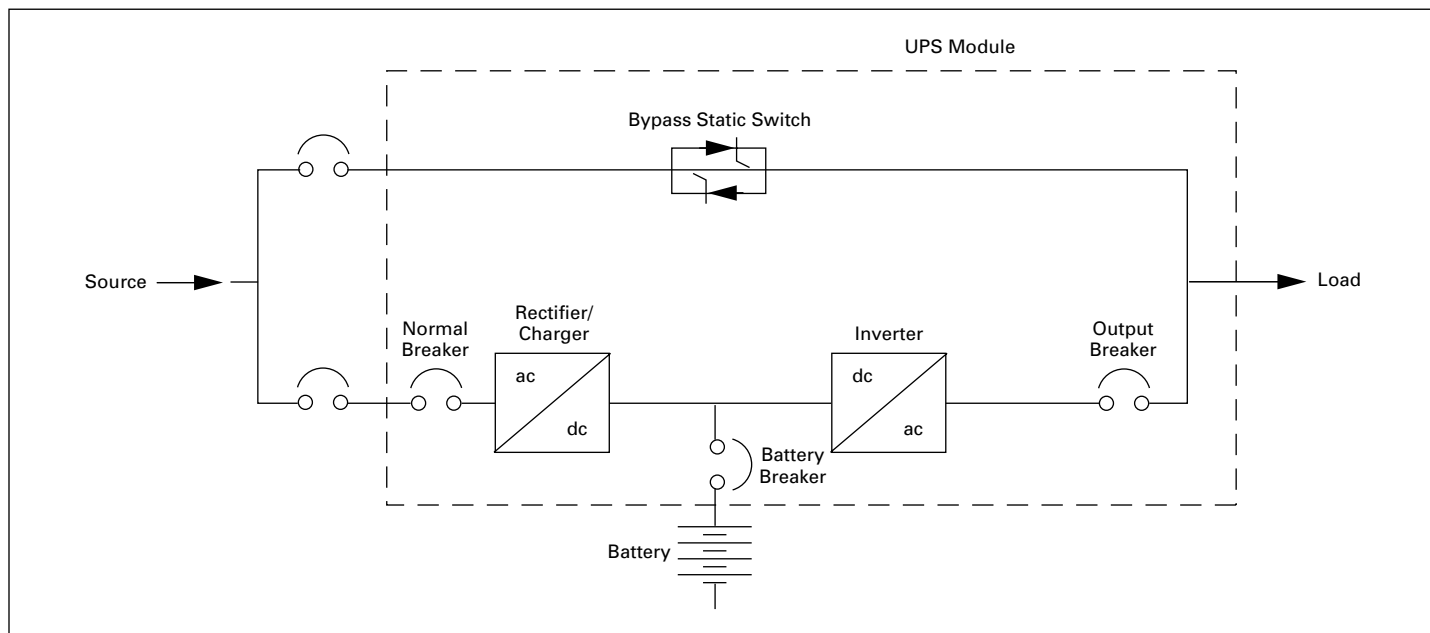 UPS Module
Bypass Static Switch
Source
Load
Normal
Breaker
Rectifier/
Charger
ac
dc
Inverter
dc
ac
Output
Breaker
Battery
Breaker
Battery